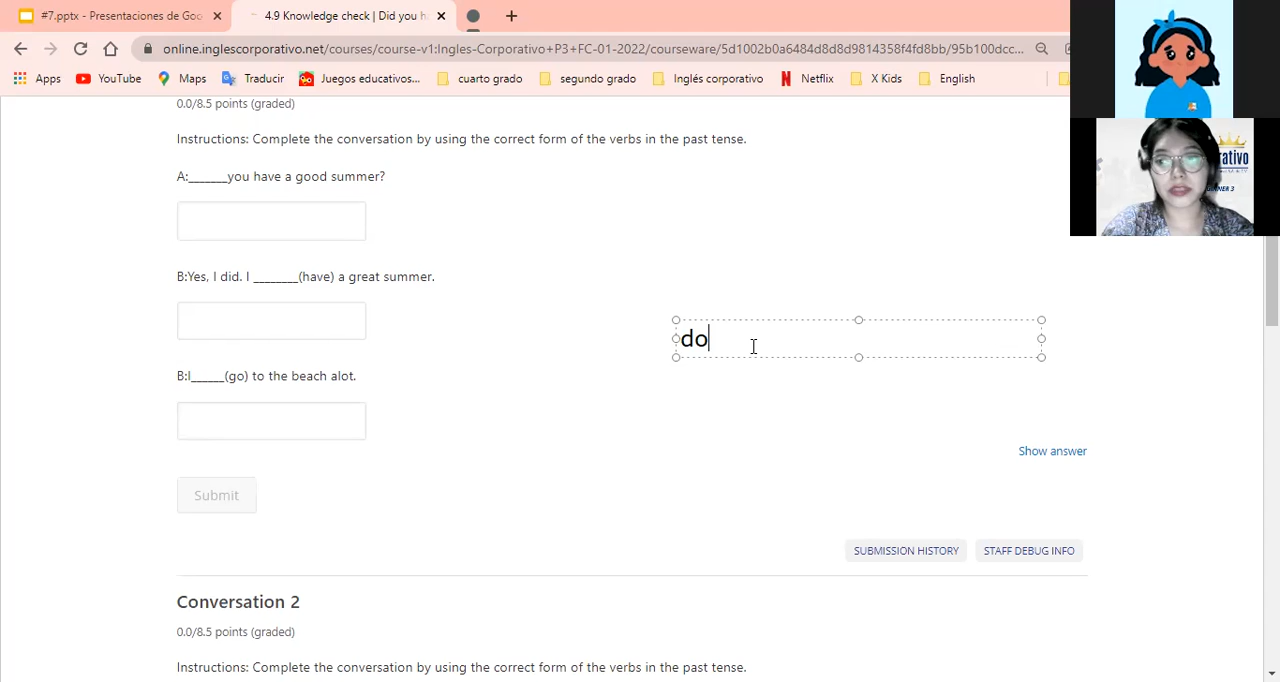 #7.pptx - Presentaciones de Goo
4.9 Knowledge check | Did you h
online.inglescorporativo.net/courses/course-v1:Ingles-Corporativo+P3+FC-01-2022/courseware/5d1002b0a6484d8d8d9814358f4fd8bb/95b100dcc...
Apps YouTube Maps Traducir Juegos educativos... cuarto grado segundo grado Inglés corporativo Netflix X Kids English
0.0/8.5 points (graded)
Instructions: Complete the conversation by using the correct form of the verbs in the past tense.
A:_______you have a good summer?
B:Yes, I did. I ________(have) a great summer.
do
B:I______(go) to the beach alot.
Show answer
Submit
SUBMISSION HISTORY STAFF DEBUG INFO
Conversation 2
0.0/8.5 points (graded)
Instructions: Complete the conversation by using the correct form of the verbs in the past tense.